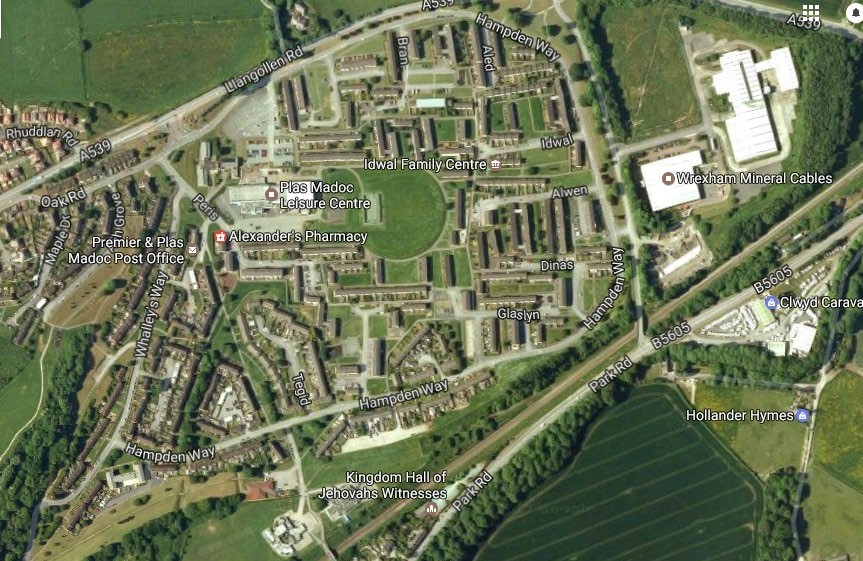 A539
Hampden Way
A539
Llangollen Rd
Bran
Aled
Rhuddlan Rd
A539
Idwal
Idwal Family Centre
Wrexham Mineral Cables
Oak Rd
Peris
Plas Madoc
Leisure Centre
Alwen
Maple Dr
Premier & Plas
Madoc Post Office
Alexander's Pharmacy
Dinas
Hampden Way
B5605
Clwyd Carava
Whalley's Way
Glaslyn
B5605
Park Rd
Tegid
Hampden Way
Hollander Hymes
Hampden Way
Kingdom Hall of
Jehovahs Witnesses
Park Rd
Google